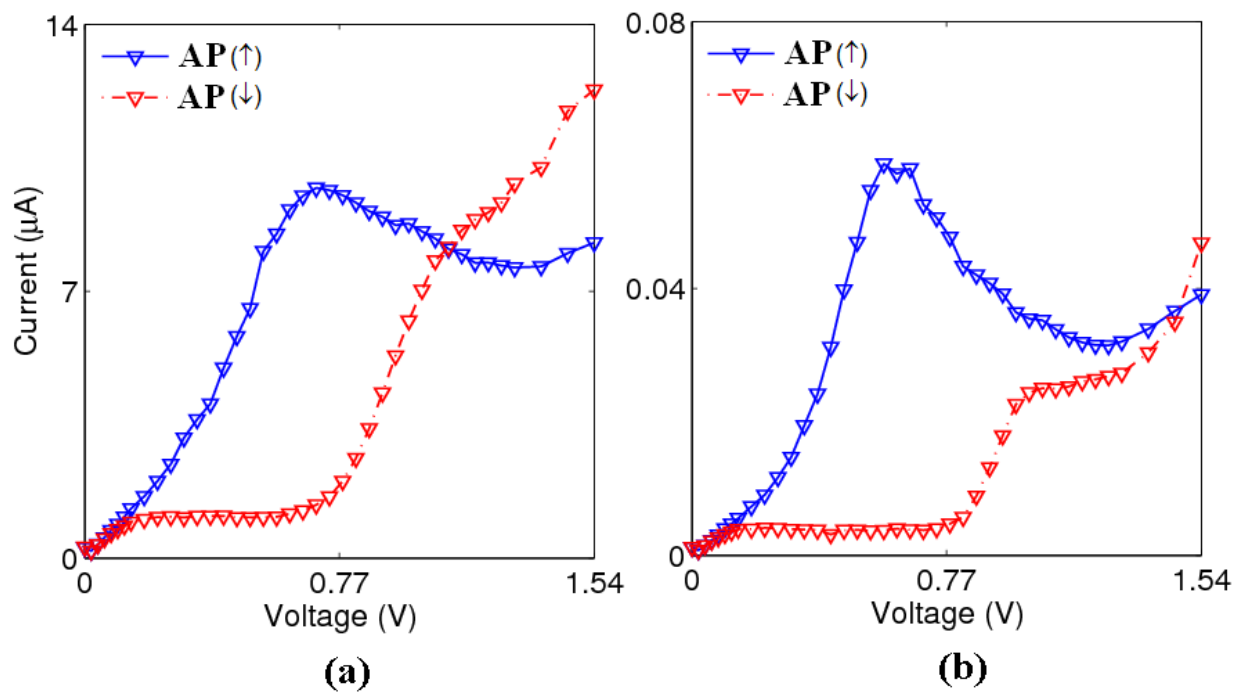 14
AP(↑)
AP(↓)
7
0
Current (µA)
0
0.77
1.54
Voltage (V)
(a)
0.08
AP(↑)
AP(↓)
0.04
0
0
0.77
1.54
Voltage (V)
(b)